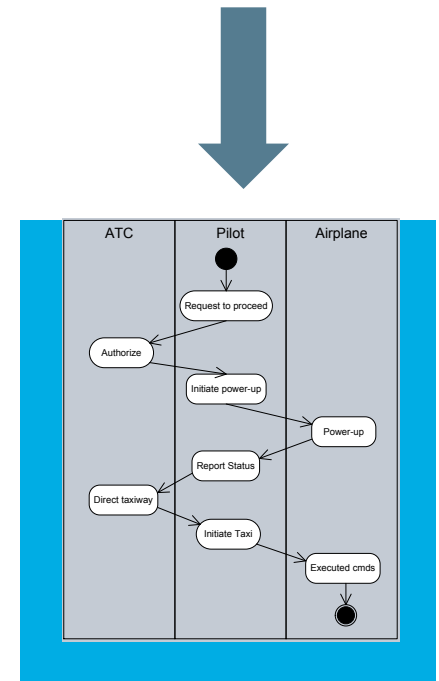 ATC Pilot Airplane
Request to proceed
Authorize
Initiate power-up
Power-up
Report Status
Direct taxiway
Initiate Taxi
Executed cmds